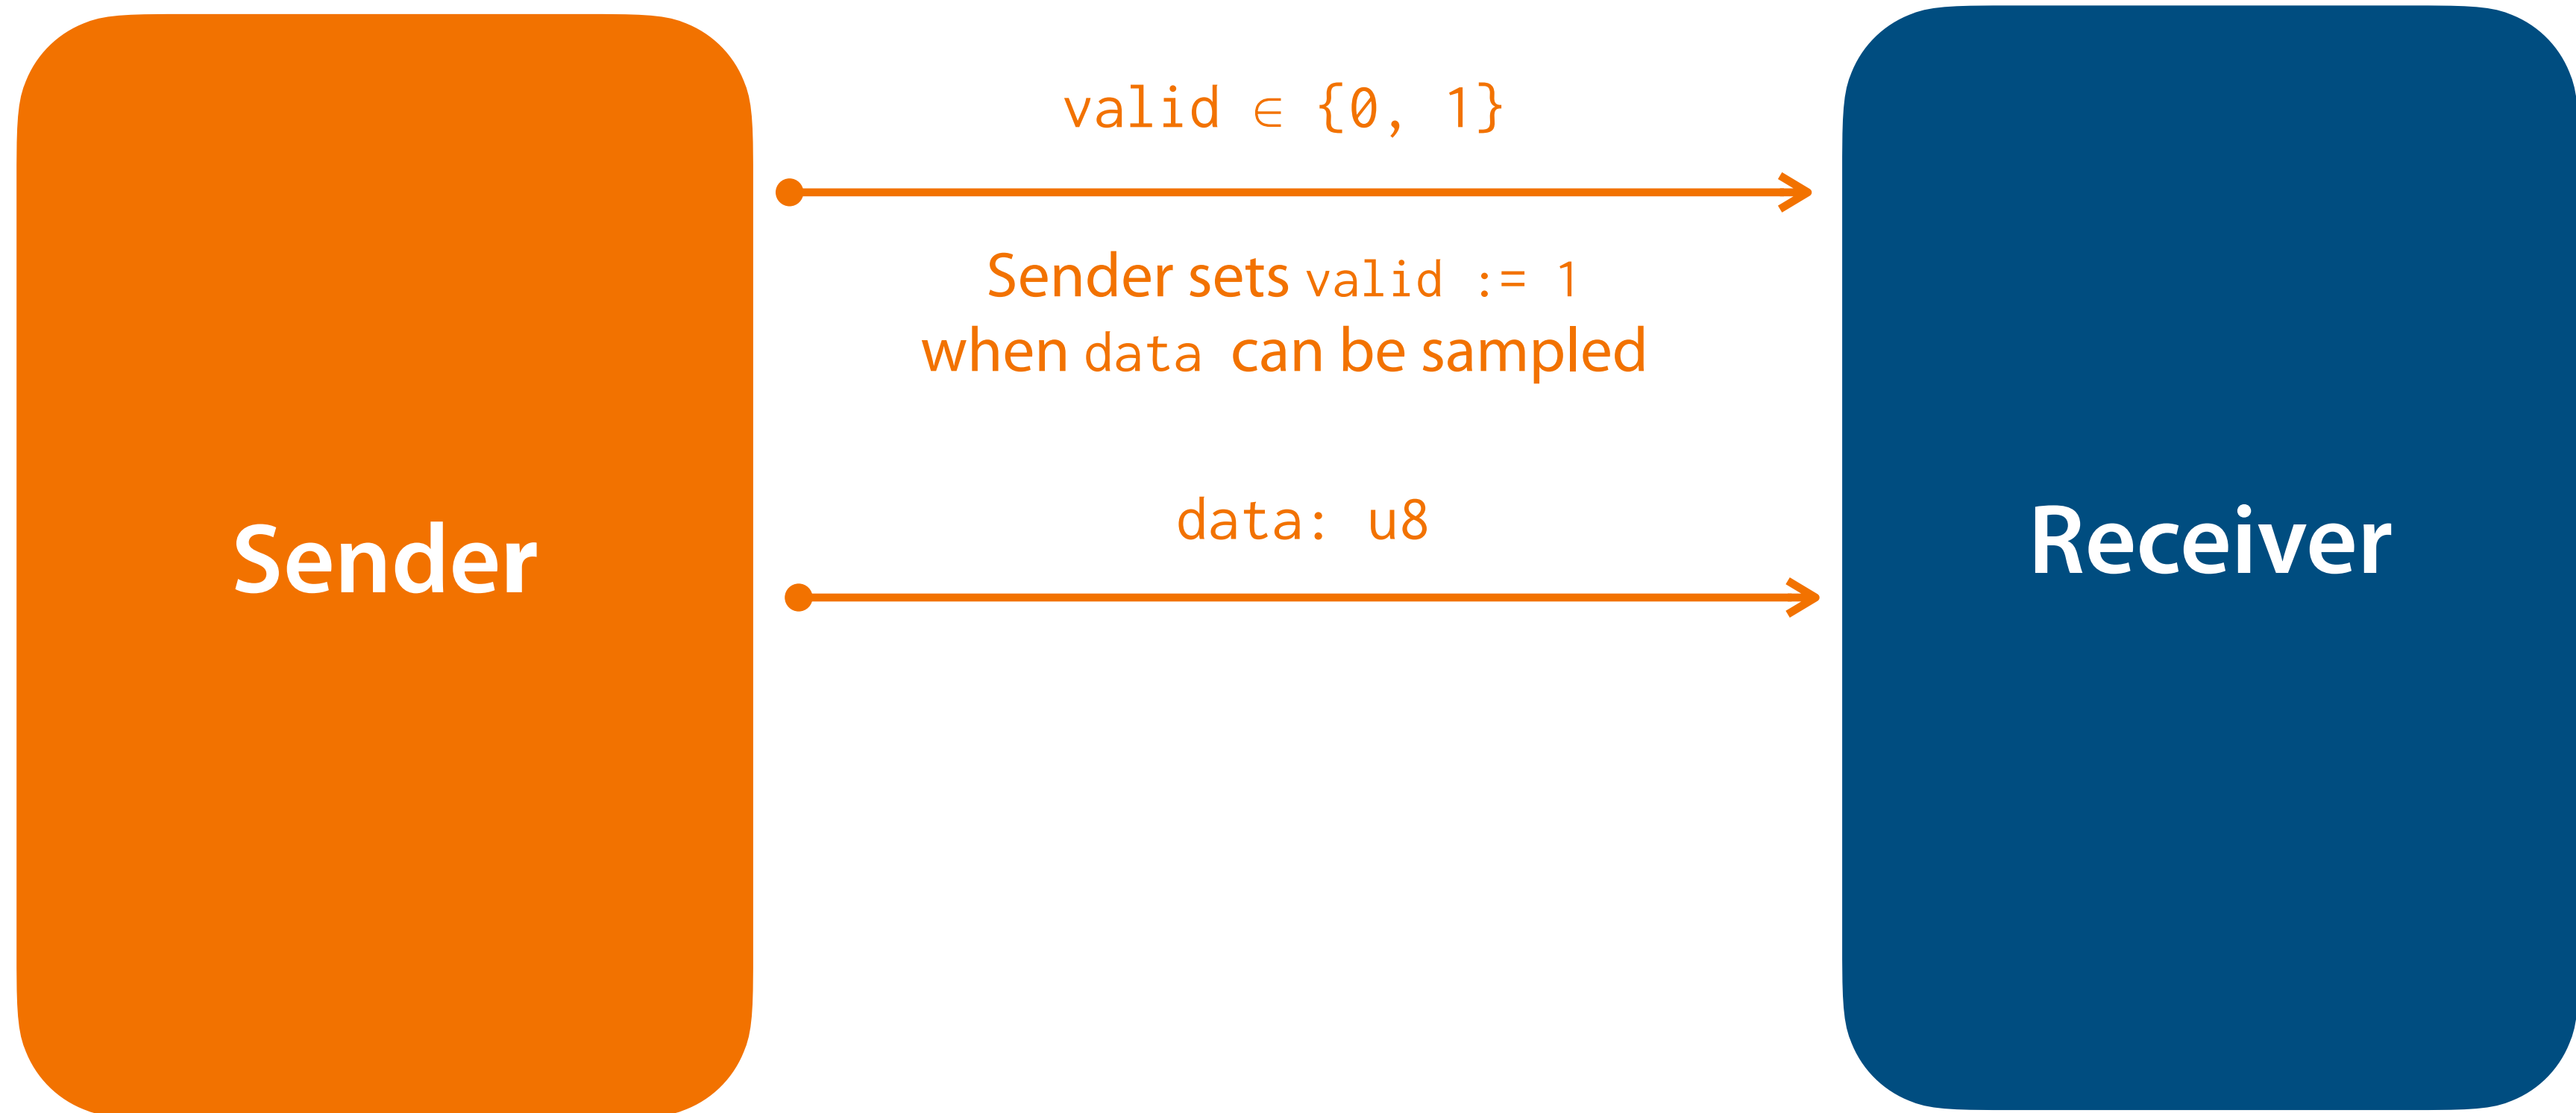 valid ∈ {0, 1}
Sender sets valid := 1
when data can be sampled
data: u8
Sender
Receiver